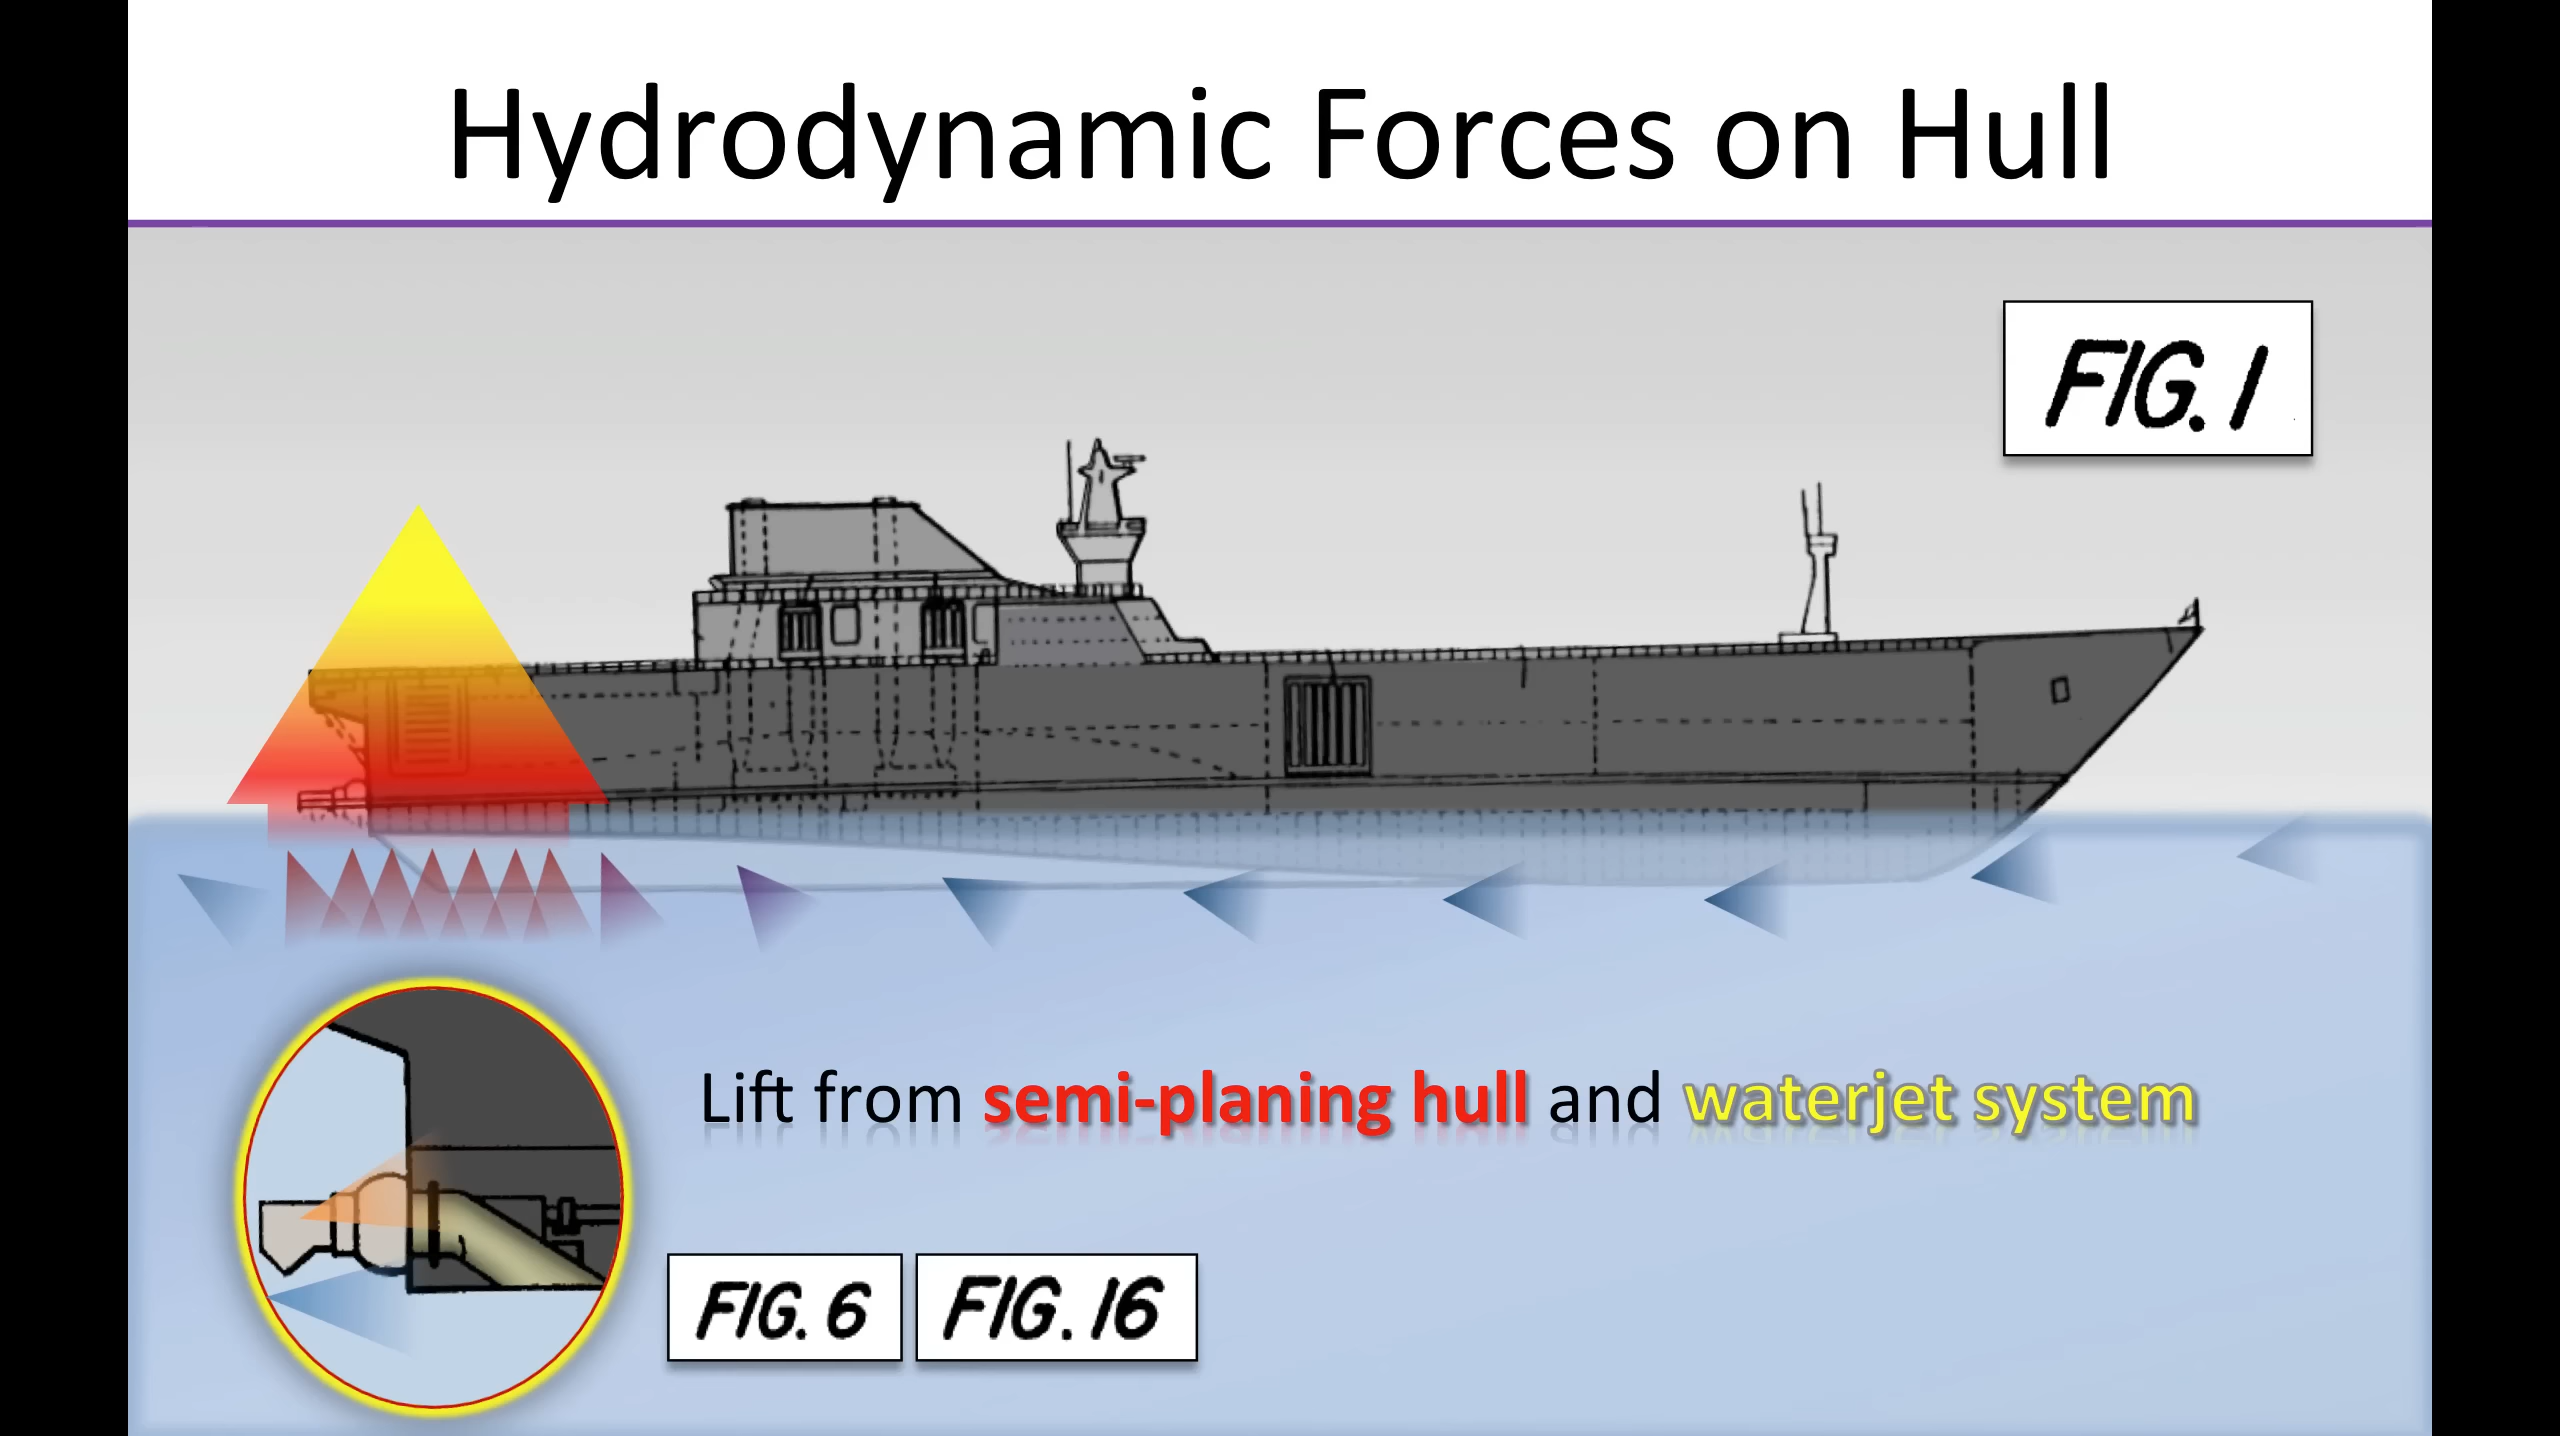 Hydrodynamic Forces on Hull
FIG. 1
Lift from semi-planing hull and waterjet system
FIG. 6
FIG. 16